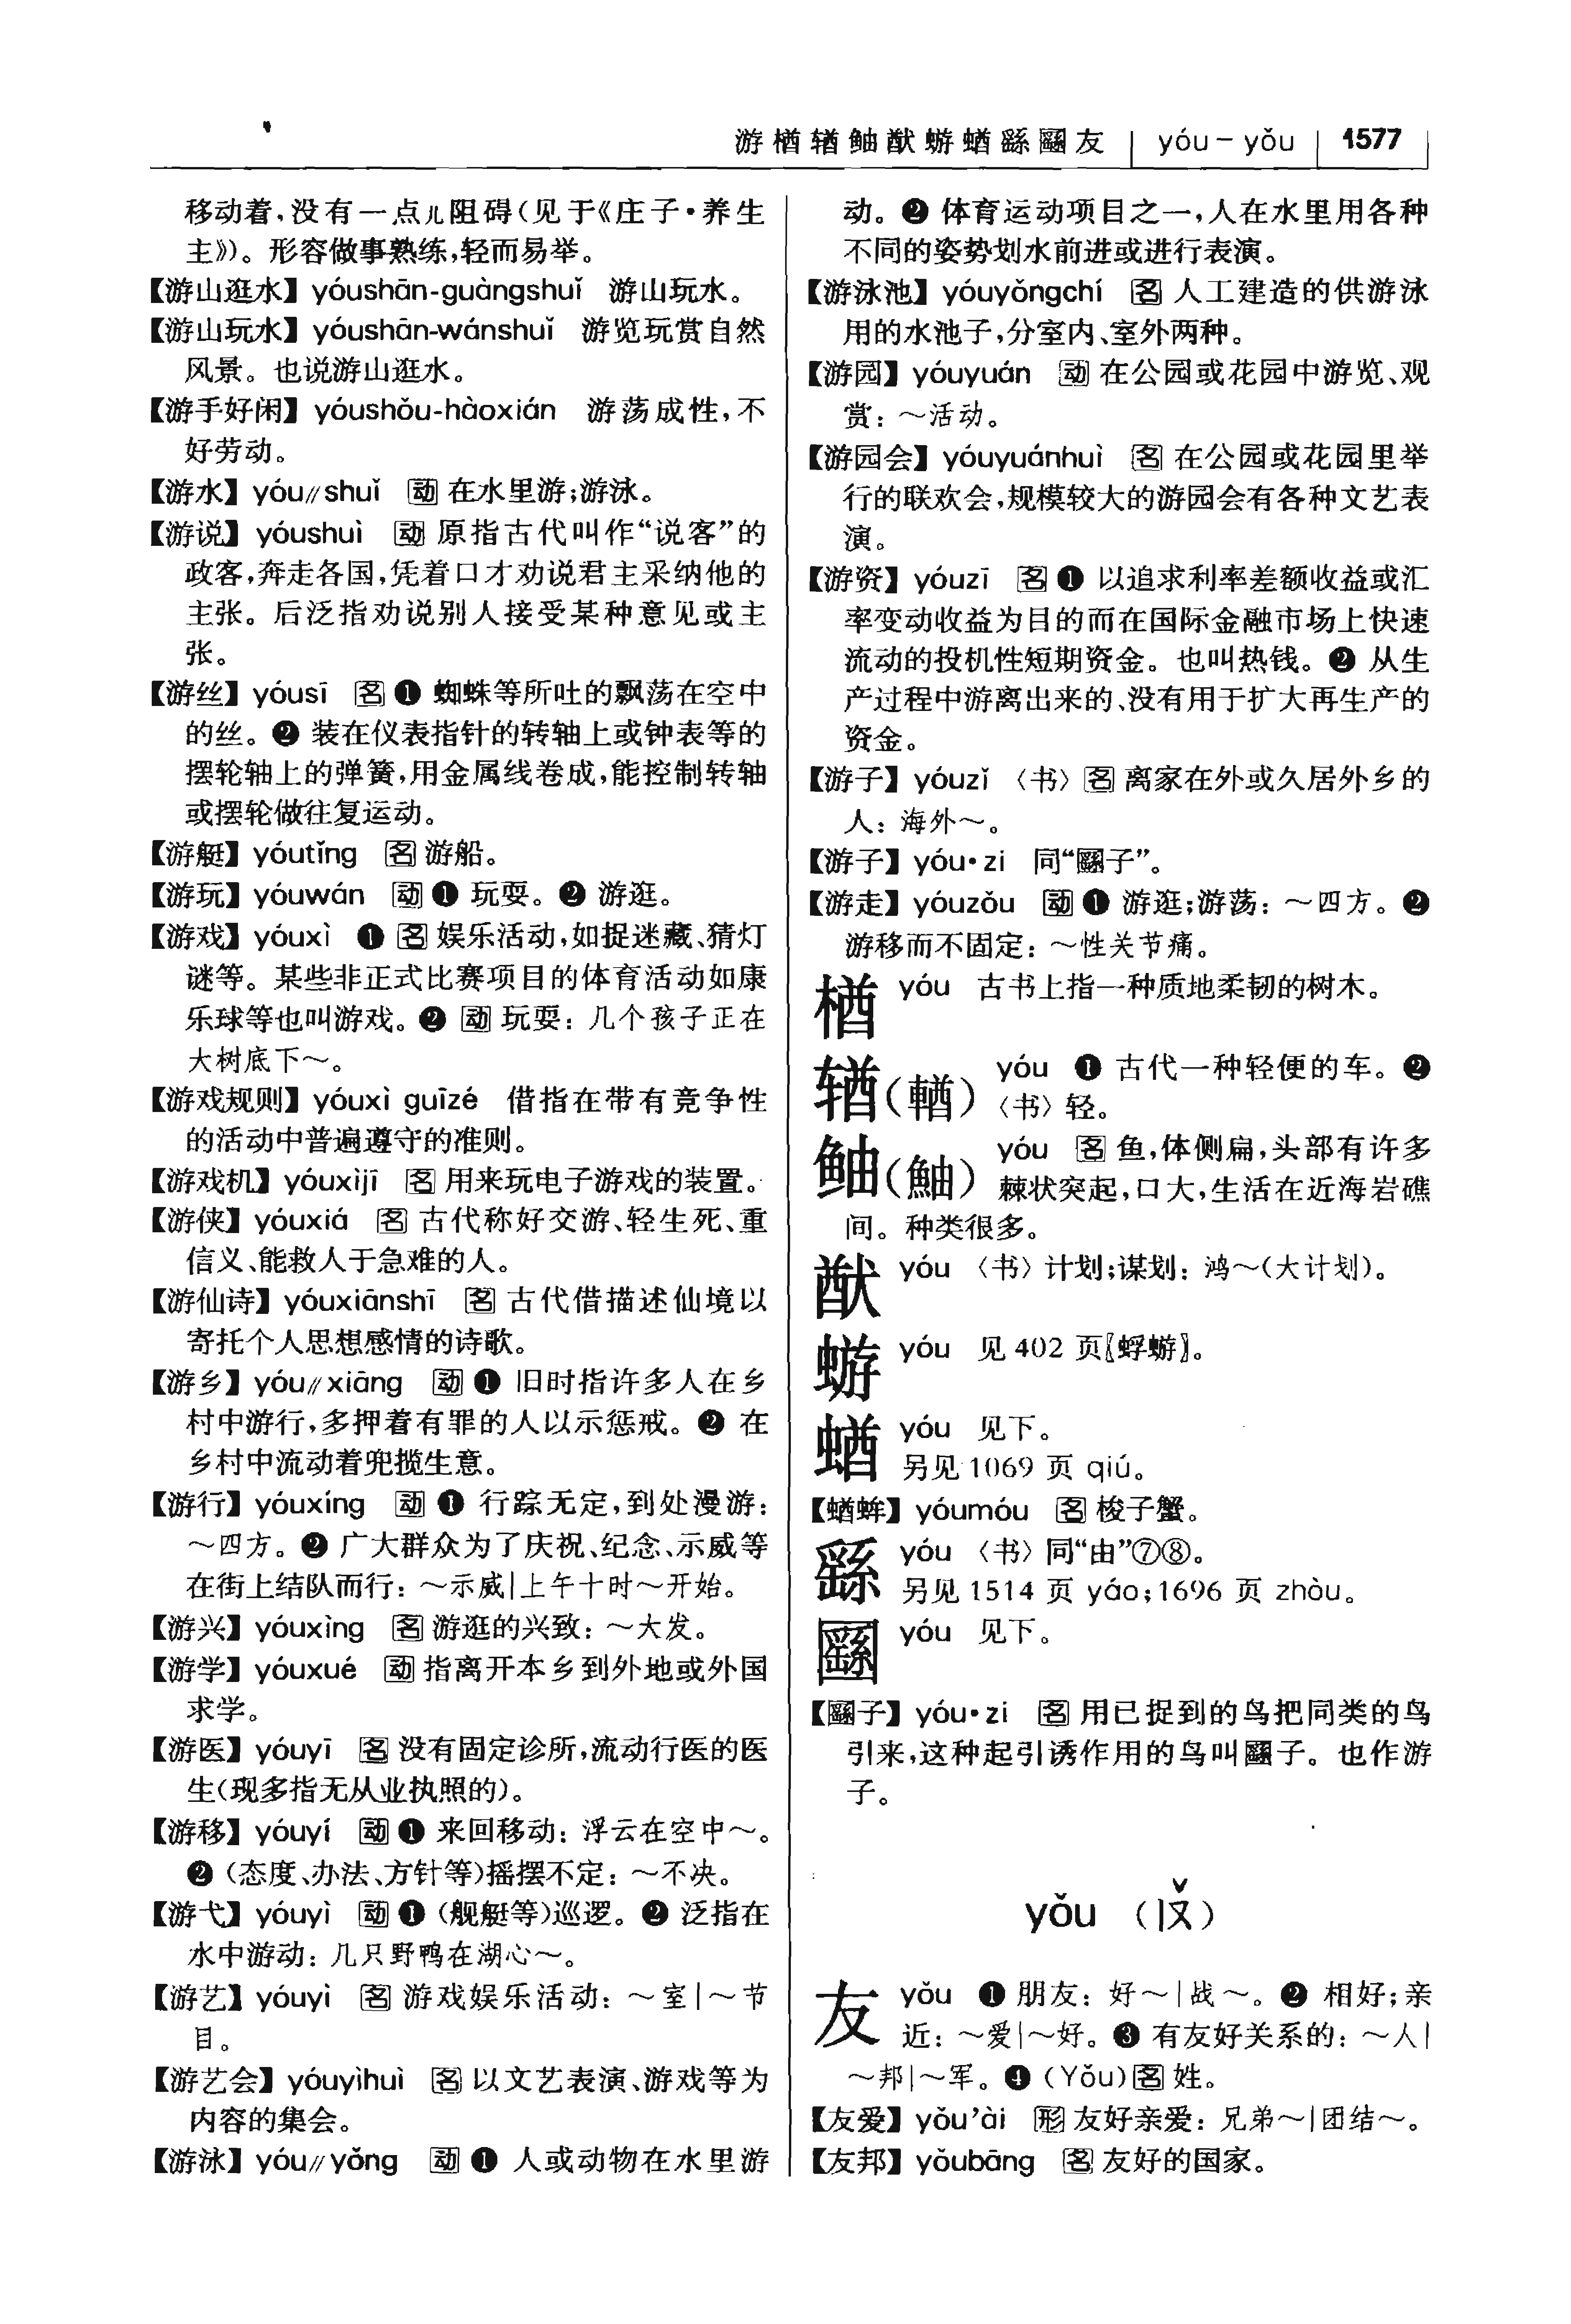 游楢𬨎鲉猷蝣蝤繇𮤲友 | yóu－yǒu | 1577
移动着，没有一点儿阻碍（见于《庄子·养生
主》）。形容做事熟练，轻而易举。
【游山逛水】yóushān-guàngshuǐ 游山玩水。
【游山玩水】yóushān-wánshuǐ 游览玩赏自然
风景。也说游山逛水。
【游手好闲】yóushǒu-hàoxián 游荡成性，不
好劳动。
【游水】yóu∥shuǐ 动 在水里游；游泳。
【游说】yóushuì 动 原指古代叫作“说客”的
政客，奔走各国，凭着口才劝说君主采纳他的
主张。后泛指劝说别人接受某种意见或主
张。
【游丝】yóusī 名 ❶ 蜘蛛等所吐的飘荡在空中
的丝。❷ 装在仪表指针的转轴上或钟表等的
摆轮轴上的弹簧，用金属线卷成，能控制转轴
或摆轮做往复运动。
【游艇】yóutǐng 名 游船。
【游玩】yóuwán 动 ❶ 玩耍。❷ 游逛。
【游戏】yóuxì ❶ 名 娱乐活动，如捉迷藏、猜灯
谜等。某些非正式比赛项目的体育活动如康
乐球等也叫游戏。❷ 动 玩耍：几个孩子正在
大树底下～。
【游戏规则】yóuxì guīzé 借指在带有竞争性
的活动中普遍遵守的准则。
【游戏机】yóuxìjī 名 用来玩电子游戏的装置。
【游侠】yóuxiá 名 古代称好交游、轻生死、重
信义、能救人于急难的人。
【游仙诗】yóuxiānshī 名 古代借描述仙境以
寄托个人思想感情的诗歌。
【游乡】yóu∥xiāng 动 ❶ 旧时指许多人在乡
村中游行，多押着有罪的人以示惩戒。❷ 在
乡村中流动着兜揽生意。
【游行】yóuxíng 动 ❶ 行踪无定，到处漫游：
～四方。❷ 广大群众为了庆祝、纪念、示威等
在街上结队而行：～示威｜上午十时～开始。
【游兴】yóuxìng 名 游逛的兴致：～大发。
【游学】yóuxué 动 指离开本乡到外地或外国
求学。
【游医】yóuyī 名 没有固定诊所，流动行医的医
生（现多指无从业执照的）。
【游移】yóuyí 动 ❶ 来回移动：浮云在空中～。
❷（态度、办法、方针等）摇摆不定：～不决。
【游弋】yóuyì 动 ❶（舰艇等）巡逻。❷ 泛指在
水中游动：几只野鸭在湖心～。
【游艺】yóuyì 名 游戏娱乐活动：～室｜～节
目。
【游艺会】yóuyìhuì 名 以文艺表演、游戏等为
内容的集会。
【游泳】yóu∥yǒng 动 ❶ 人或动物在水里游
动。❷ 体育运动项目之一，人在水里用各种
不同的姿势划水前进或进行表演。
【游泳池】yóuyǒngchí 名 人工建造的供游泳
用的水池子，分室内、室外两种。
【游园】yóuyuán 动 在公园或花园中游览、观
赏：～活动。
【游园会】yóuyuánhuì 名 在公园或花园里举
行的联欢会，规模较大的游园会有各种文艺表
演。
【游资】yóuzī 名 ❶ 以追求利率差额收益或汇
率变动收益为目的而在国际金融市场上快速
流动的投机性短期资金。也叫热钱。❷ 从生
产过程中游离出来的、没有用于扩大再生产的
资金。
【游子】yóuzǐ〈书〉名 离家在外或久居外乡的
人：海外～。
【游子】yóu·zi 同“𮤲子”。
【游走】yóuzǒu 动 ❶ 游逛；游荡：～四方。❷
游移而不固定：～性关节痛。
楢 yóu 古书上指一种质地柔韧的树木。
𬨎（輶） yóu ❶ 古代一种轻便的车。❷
〈书〉轻。
鲉（鮋） yóu 名 鱼，体侧扁，头部有许多
棘状突起，口大，生活在近海岩礁
间。种类很多。
猷 yóu〈书〉计划；谋划：鸿～（大计划）。
蝣 yóu 见 402 页〖蜉蝣〗。
蝤 yóu 见下。
另见 1069 页 qiú。
【蝤蛑】yóumóu 名 梭子蟹。
繇 yóu〈书〉同“由”⑦⑧。
另见 1514 页 yáo；1696 页 zhòu。
𮤲 yóu 见下。
【𮤲子】yóu·zi 名 用已捉到的鸟把同类的鸟
引来，这种起引诱作用的鸟叫𮤲子。也作游
子。
yǒu （ㄧㄡˇ）
友 yǒu ❶ 朋友：好～｜战～。❷ 相好；亲
近：～爱｜～好。❸ 有友好关系的：～人｜
～邦｜～军。❹（Yǒu）名 姓。
【友爱】yǒu’ài 形 友好亲爱：兄弟～｜团结～。
【友邦】yǒubāng 名 友好的国家。